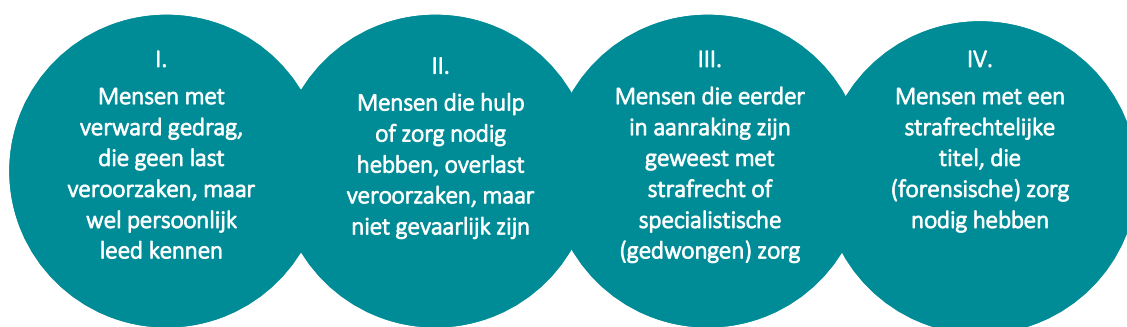 I.
Mensen met
verward gedrag,
die geen last
veroorzaken, maar
wel persoonlijk
leed kennen
II.
Mensen die hulp
of zorg nodig
hebben, overlast
veroorzaken, maar
niet gevaarlijk zijn
III.
Mensen die eerder
in aanraking zijn
geweest met
strafrecht of
specialistische
(gedwongen) zorg
IV.
Mensen met een
strafrechtelijke
titel, die
(forensische) zorg
nodig hebben